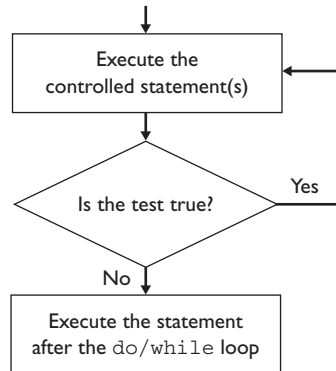 Execute the
controlled statement(s)
Is the test true?
Yes
No
Execute the statement
after the do/while loop